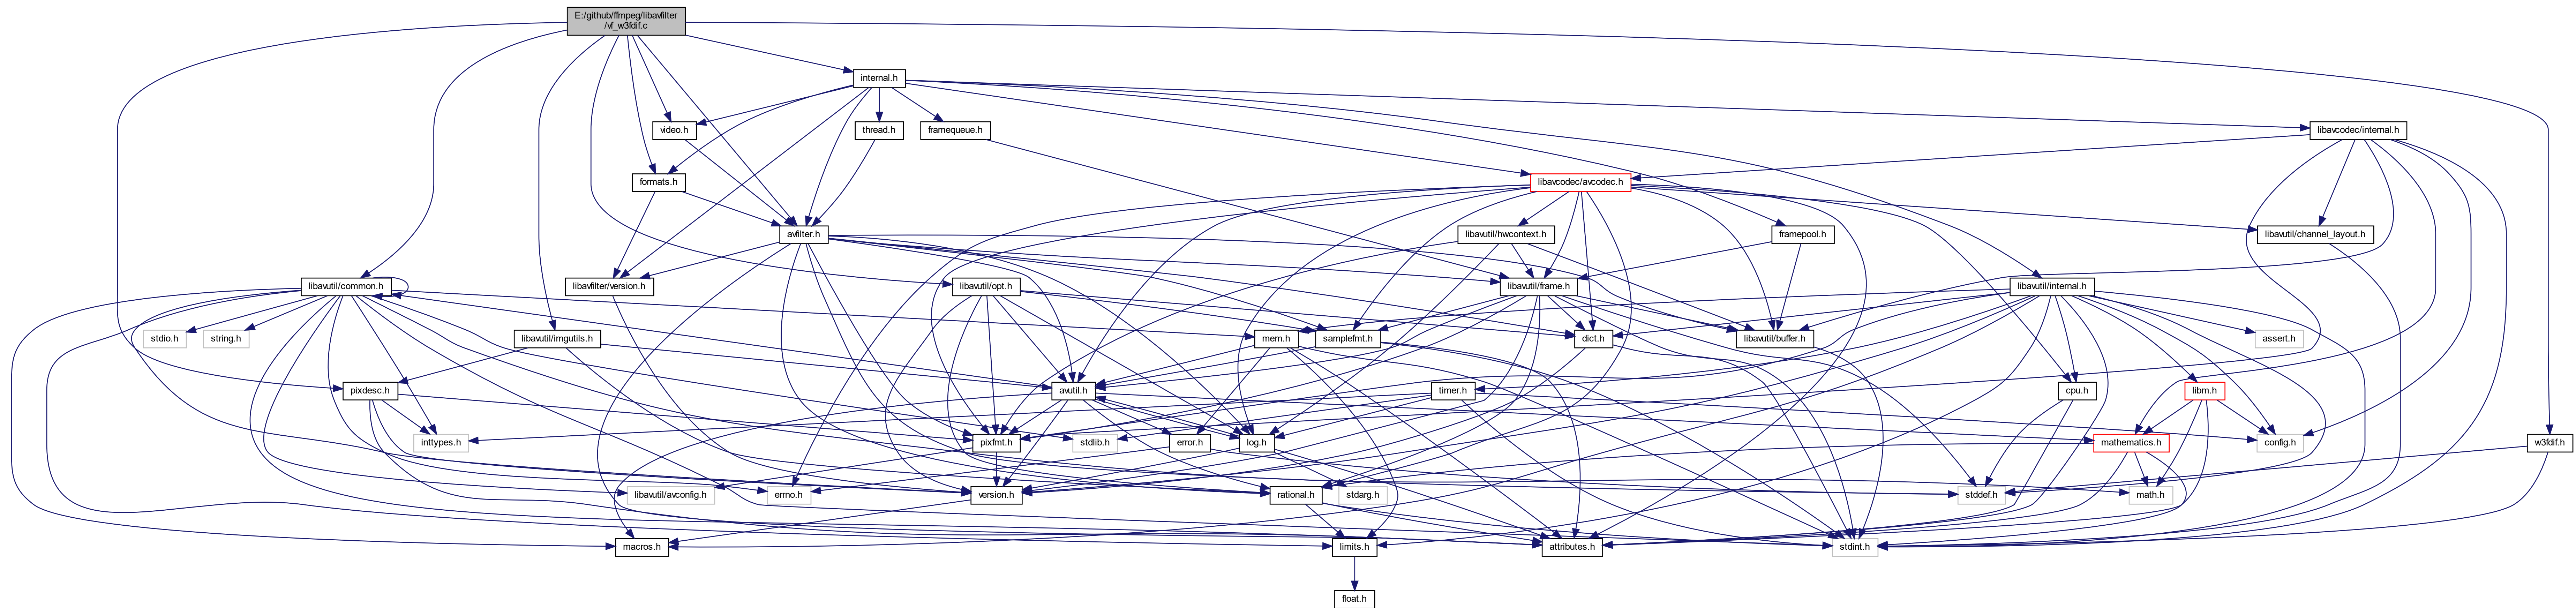 E:/github/ffmpeg/libavfilter
/vf_w3fdif.c
internal.h
video.h
thread.h
framequeue.h
libavcodec/internal.h
formats.h
libavcodec/avcodec.h
avfilter.h
libavutil/hwcontext.h
framepool.h
libavutil/channel_layout.h
libavutil/common.h
libavfilter/version.h
libavutil/opt.h
libavutil/frame.h
libavutil/internal.h
stdio.h
string.h
libavutil/imgutils.h
mem.h
samplefmt.h
dict.h
libavutil/buffer.h
assert.h
pixdesc.h
avutil.h
timer.h
cpu.h
libm.h
inttypes.h
pixfmt.h
stdlib.h
error.h
log.h
mathematics.h
config.h
w3fdif.h
libavutil/avconfig.h
errno.h
version.h
rational.h
stdarg.h
stddef.h
math.h
macros.h
limits.h
attributes.h
stdint.h
float.h